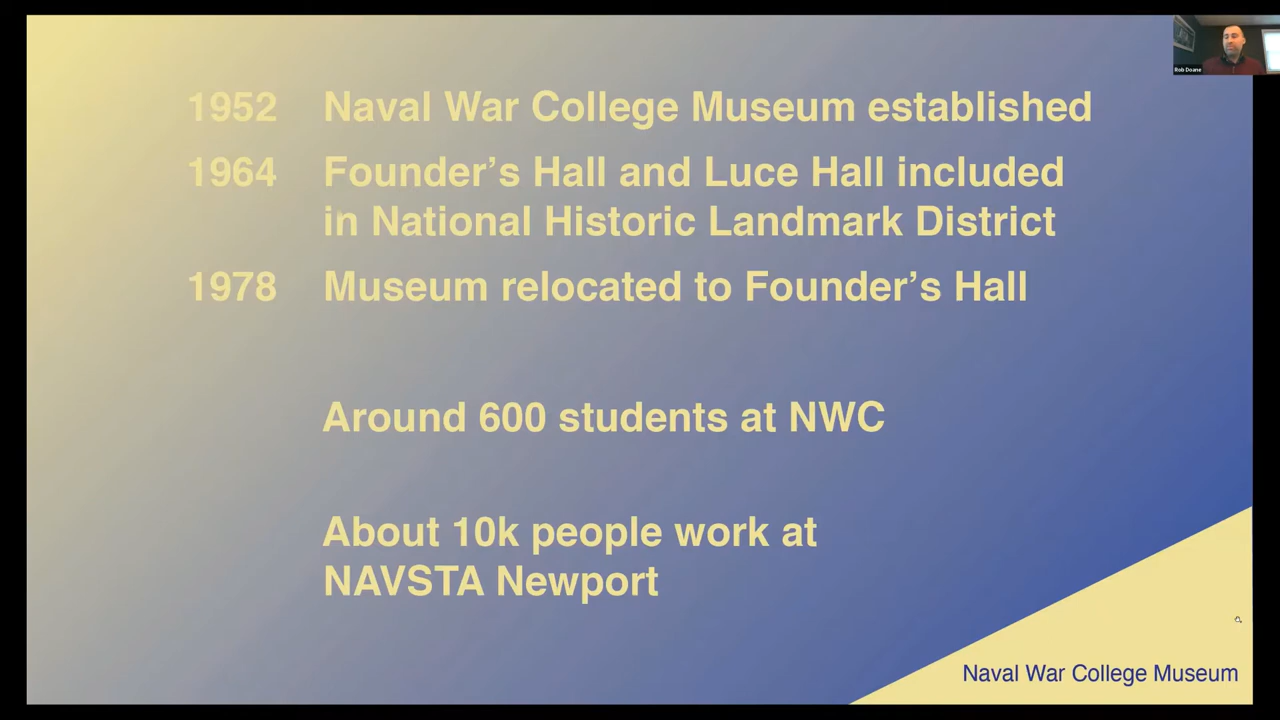 Rob Doane
1952 Naval War College Museum established
1964 Founder’s Hall and Luce Hall included
in National Historic Landmark District
1978 Museum relocated to Founder’s Hall
Around 600 students at NWC
About 10k people work at
NAVSTA Newport
Naval War College Museum